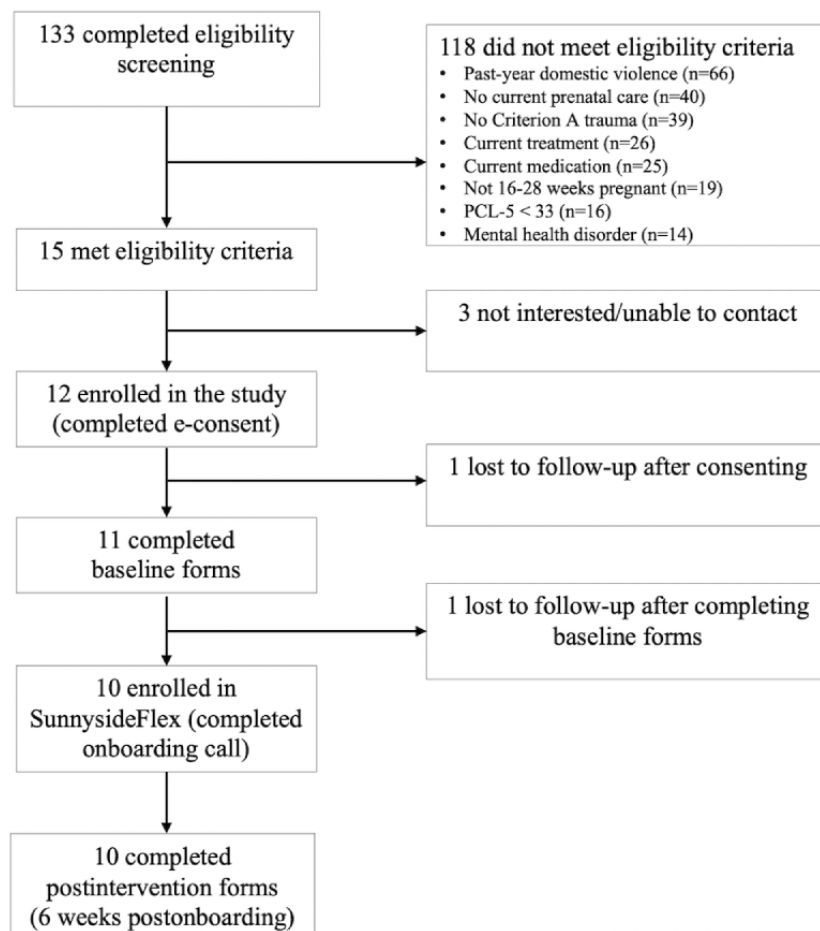 133 completed eligibility
screening
118 did not meet eligibility criteria
• Past-year domestic violence (n=66)
• No current prenatal care (n=40)
• No Criterion A trauma (n=39)
• Current treatment (n=26)
• Current medication (n=25)
• Not 16-28 weeks pregnant (n=19)
• PCL-5 < 33 (n=16)
• Mental health disorder (n=14)
15 met eligibility criteria
3 not interested/unable to contact
12 enrolled in the study
(completed e-consent)
1 lost to follow-up after consenting
11 completed
baseline forms
1 lost to follow-up after completing
baseline forms
10 enrolled in
SunnysideFlex (completed
onboarding call)
10 completed
postintervention forms
(6 weeks postonboarding)